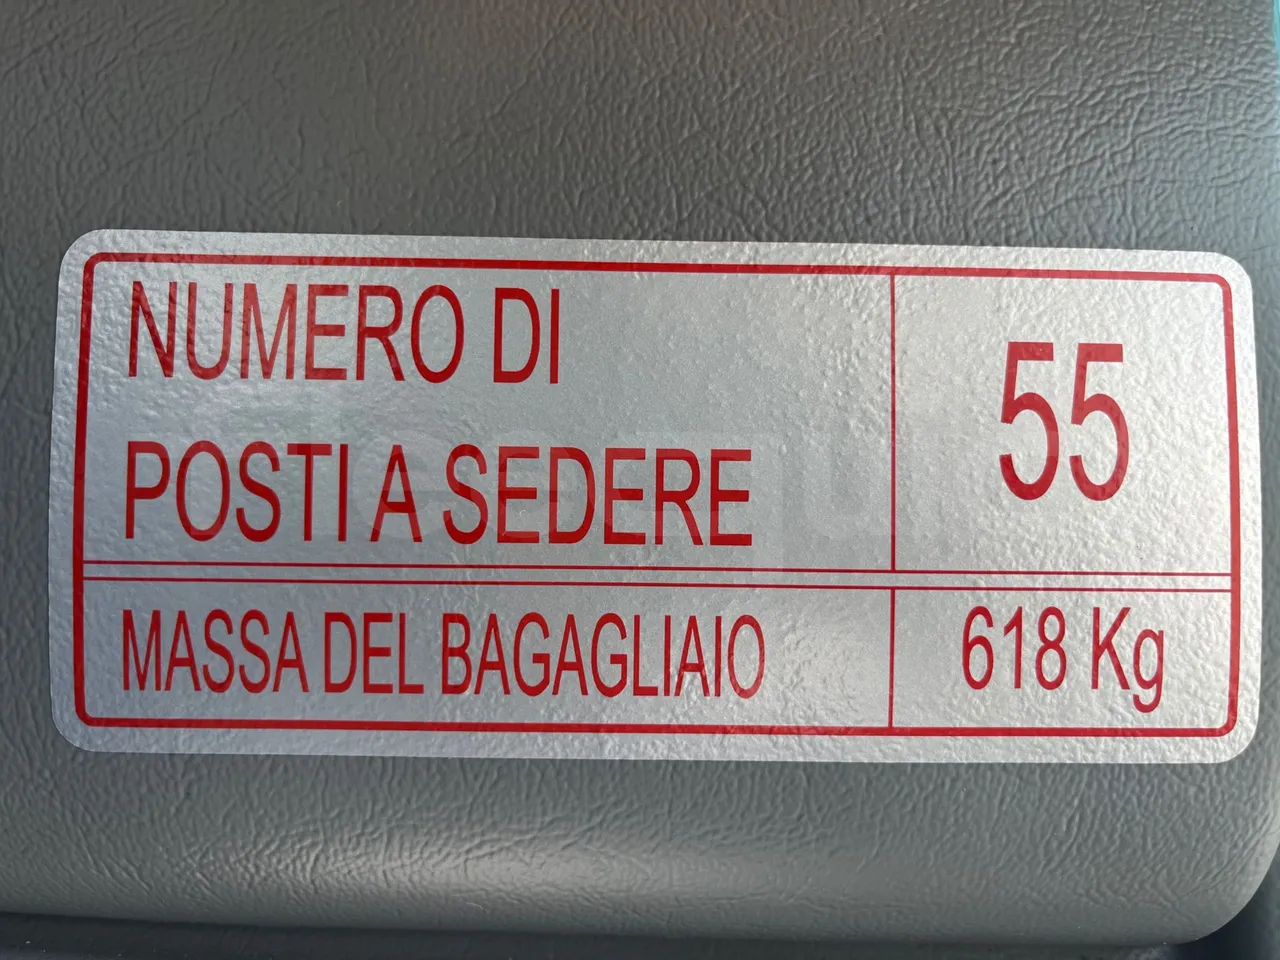 NUMERO DI
POSTI A SEDERE
55
MASSA DEL BAGAGLIAIO
618 Kg